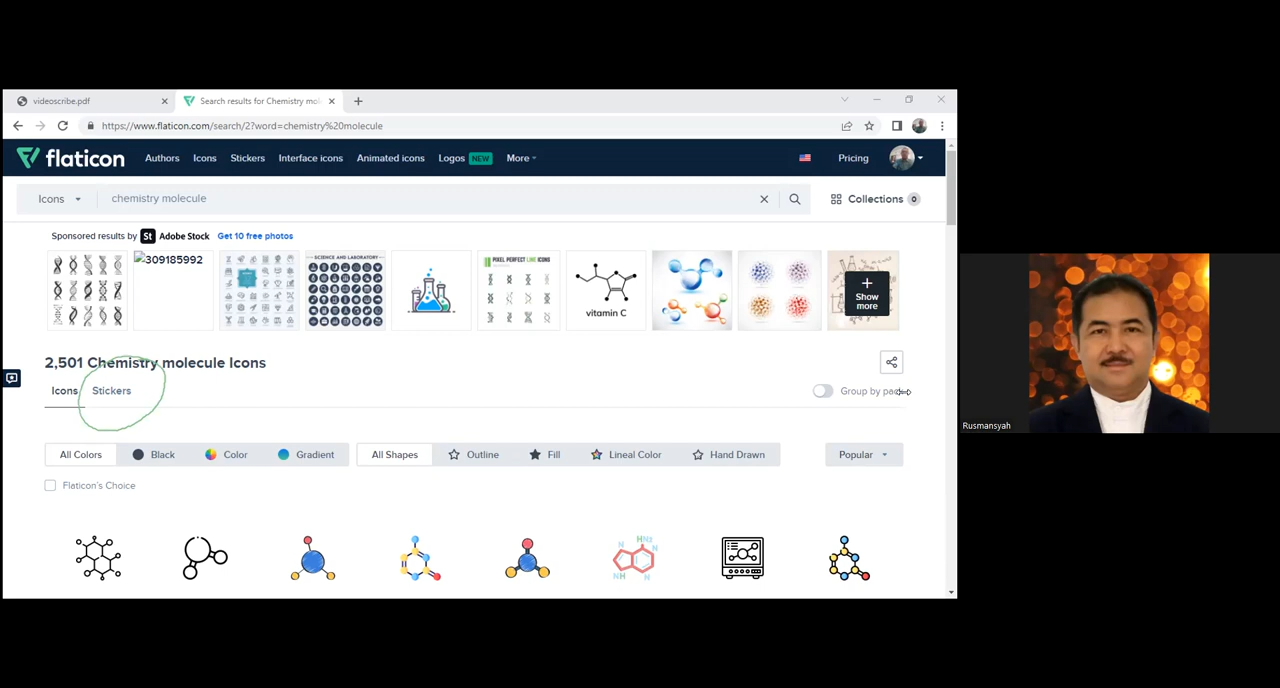 videoscribe.pdf
Search results for Chemistry mol
https://www.flaticon.com/search/2?word=chemistry%20molecule
flaticon Authors Icons Stickers Interface icons Animated icons Logos NEW More Pricing
Icons chemistry molecule Collections 0
Sponsored results by St Adobe Stock Get 10 free photos
309185992
SCIENCE AND LABORATORY
PIXEL PERFECT LINE ICONS
vitamin C
+
Show
more
2,501 Chemistry molecule Icons
Icons Stickers Group by pac
All Colors Black Color Gradient All Shapes Outline Fill Lineal Color Hand Drawn Popular
Flaticon's Choice
N HN₂
N
NH N
Rusmansyah